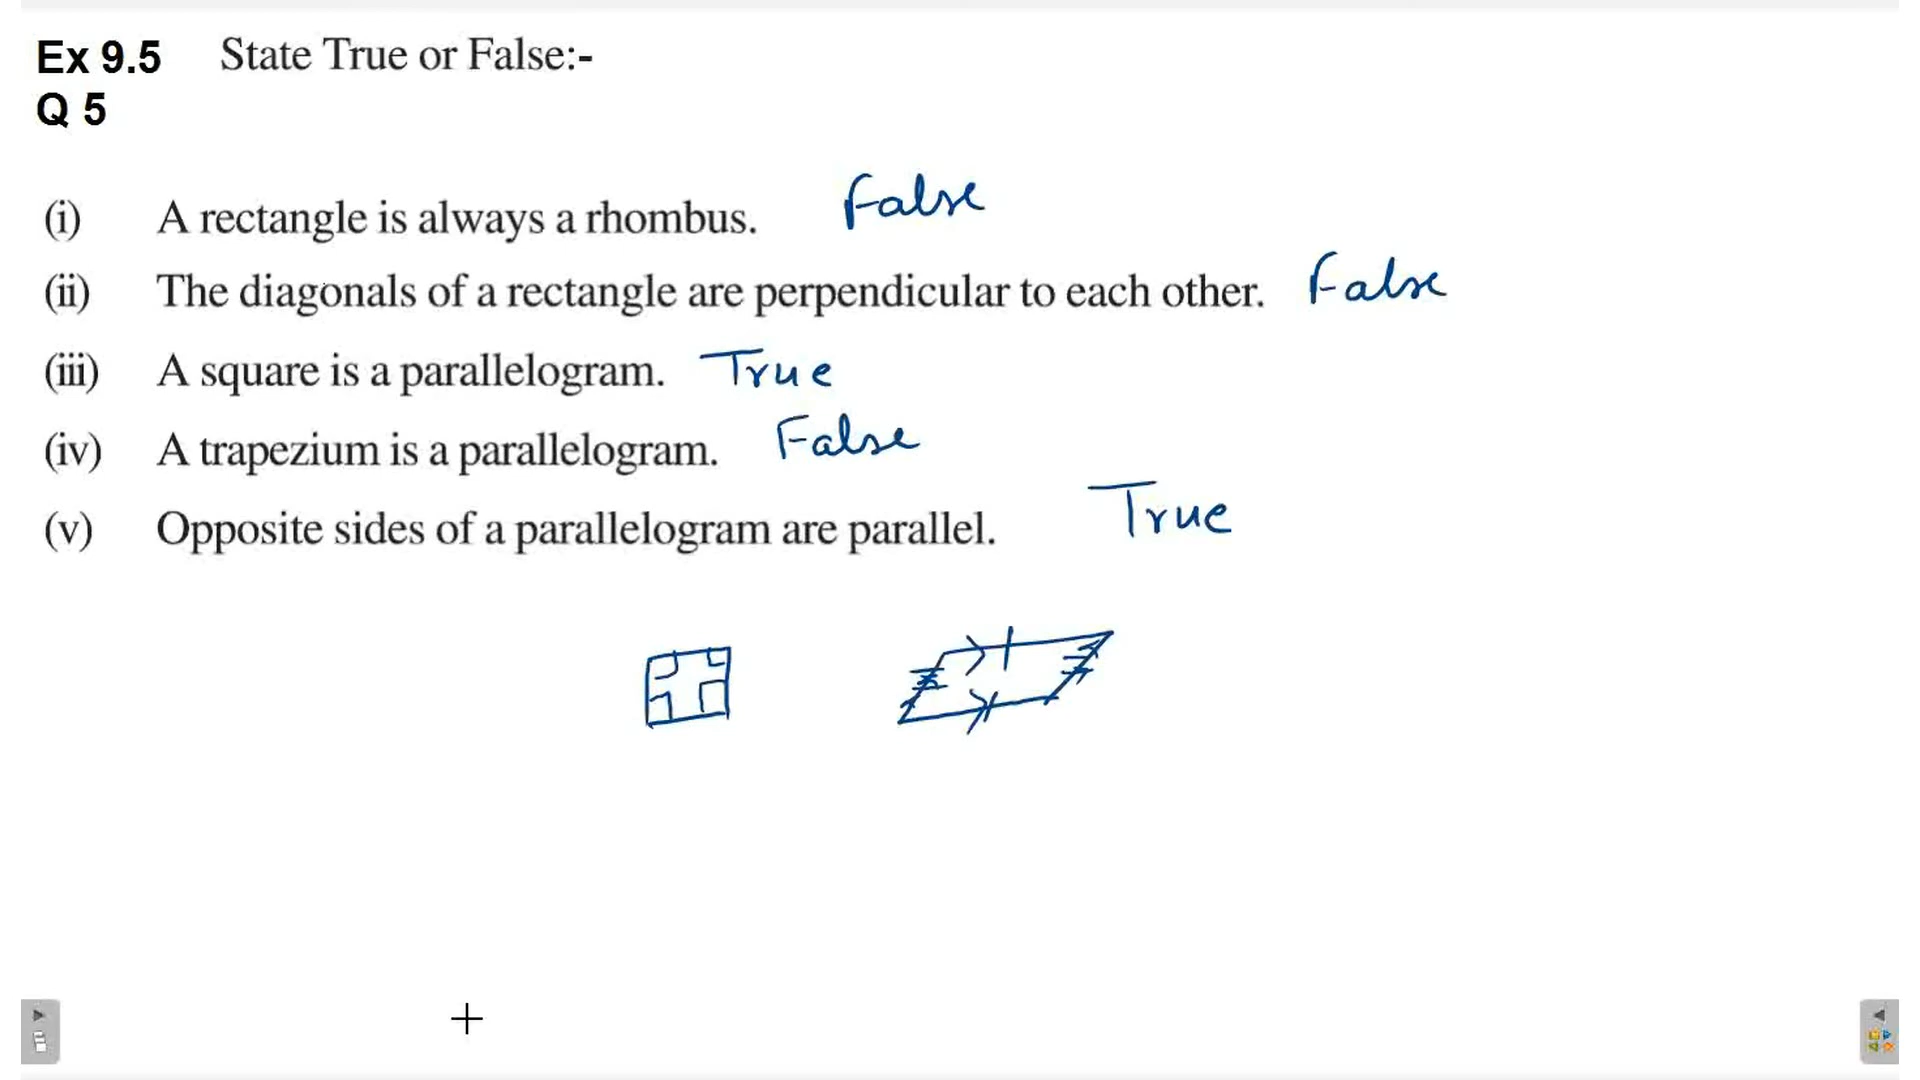 Ex 9.5 State True or False:-
Q 5
(i) A rectangle is always a rhombus. False
(ii) The diagonals of a rectangle are perpendicular to each other. False
(iii) A square is a parallelogram. True
(iv) A trapezium is a parallelogram. False
(v) Opposite sides of a parallelogram are parallel. True